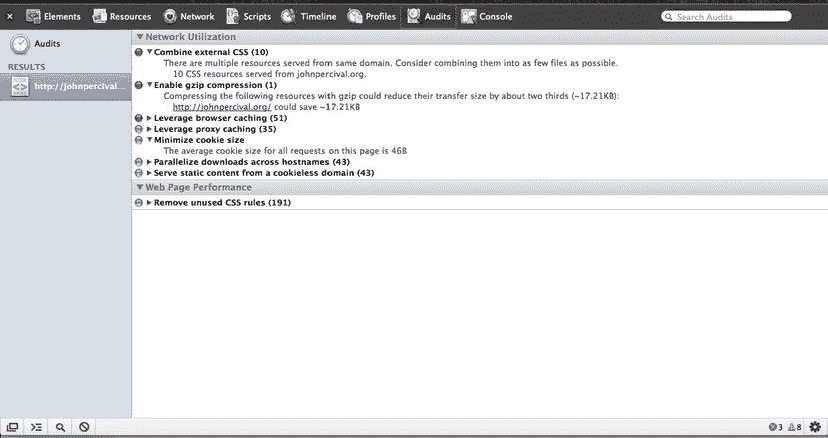 Elements Resources Network Scripts Timeline Profiles Audits Console Search Audits
Audits
RESULTS
http://johnpercival...
Network Utilization
Combine external CSS (10)
There are multiple resources served from same domain. Consider combining them into as few files as possible.
10 CSS resources served from johnpercival.org.
Enable gzip compression (1)
Compressing the following resources with gzip could reduce their transfer size by about two thirds (~17.21KB):
http://johnpercival.org/ could save ~17.21KB
Leverage browser caching (51)
Leverage proxy caching (35)
Minimize cookie size
The average cookie size for all requests on this page is 46B
Parallelize downloads across hostnames (43)
Serve static content from a cookieless domain (43)
Web Page Performance
Remove unused CSS rules (191)
3 8